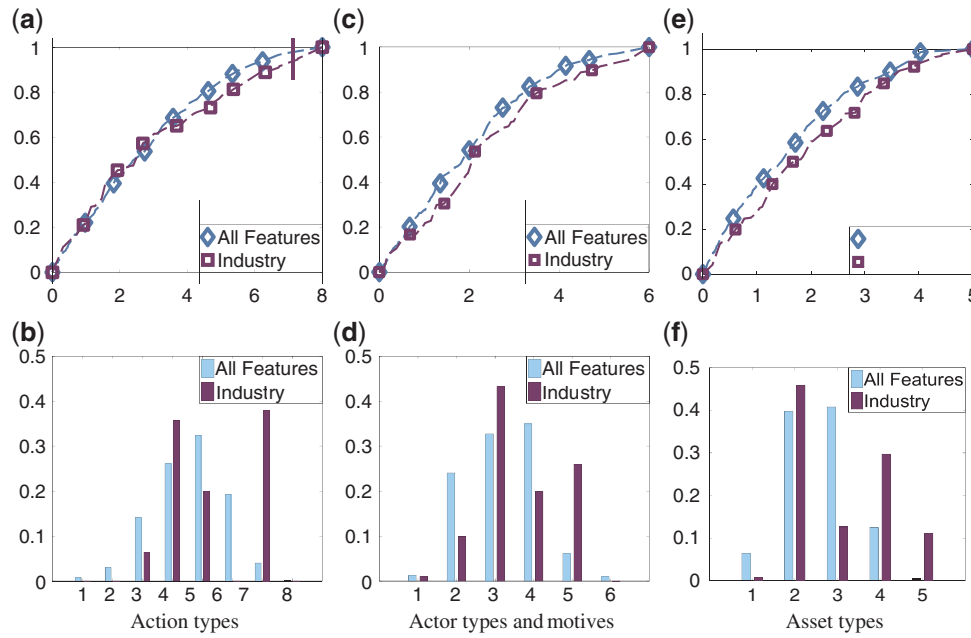 (a)
(c)
(e)
1
0.8
0.6
0.4
0.2
0
0 2 4 6 8
All Features
Industry
1
0.8
0.6
0.4
0.2
0
0 2 4 6
All Features
Industry
1
0.8
0.6
0.4
0.2
0
0 1 2 3 4 5
(b)
(d)
(f)
0.5
0.4
0.3
0.2
0.1
0
1 2 3 4 5 6 7 8
All Features
Industry
Action types
0.5
0.4
0.3
0.2
0.1
0
1 2 3 4 5 6
All Features
Industry
Actor types and motives
0.5
0.4
0.3
0.2
0.1
0
1 2 3 4 5
All Features
Industry
Asset types